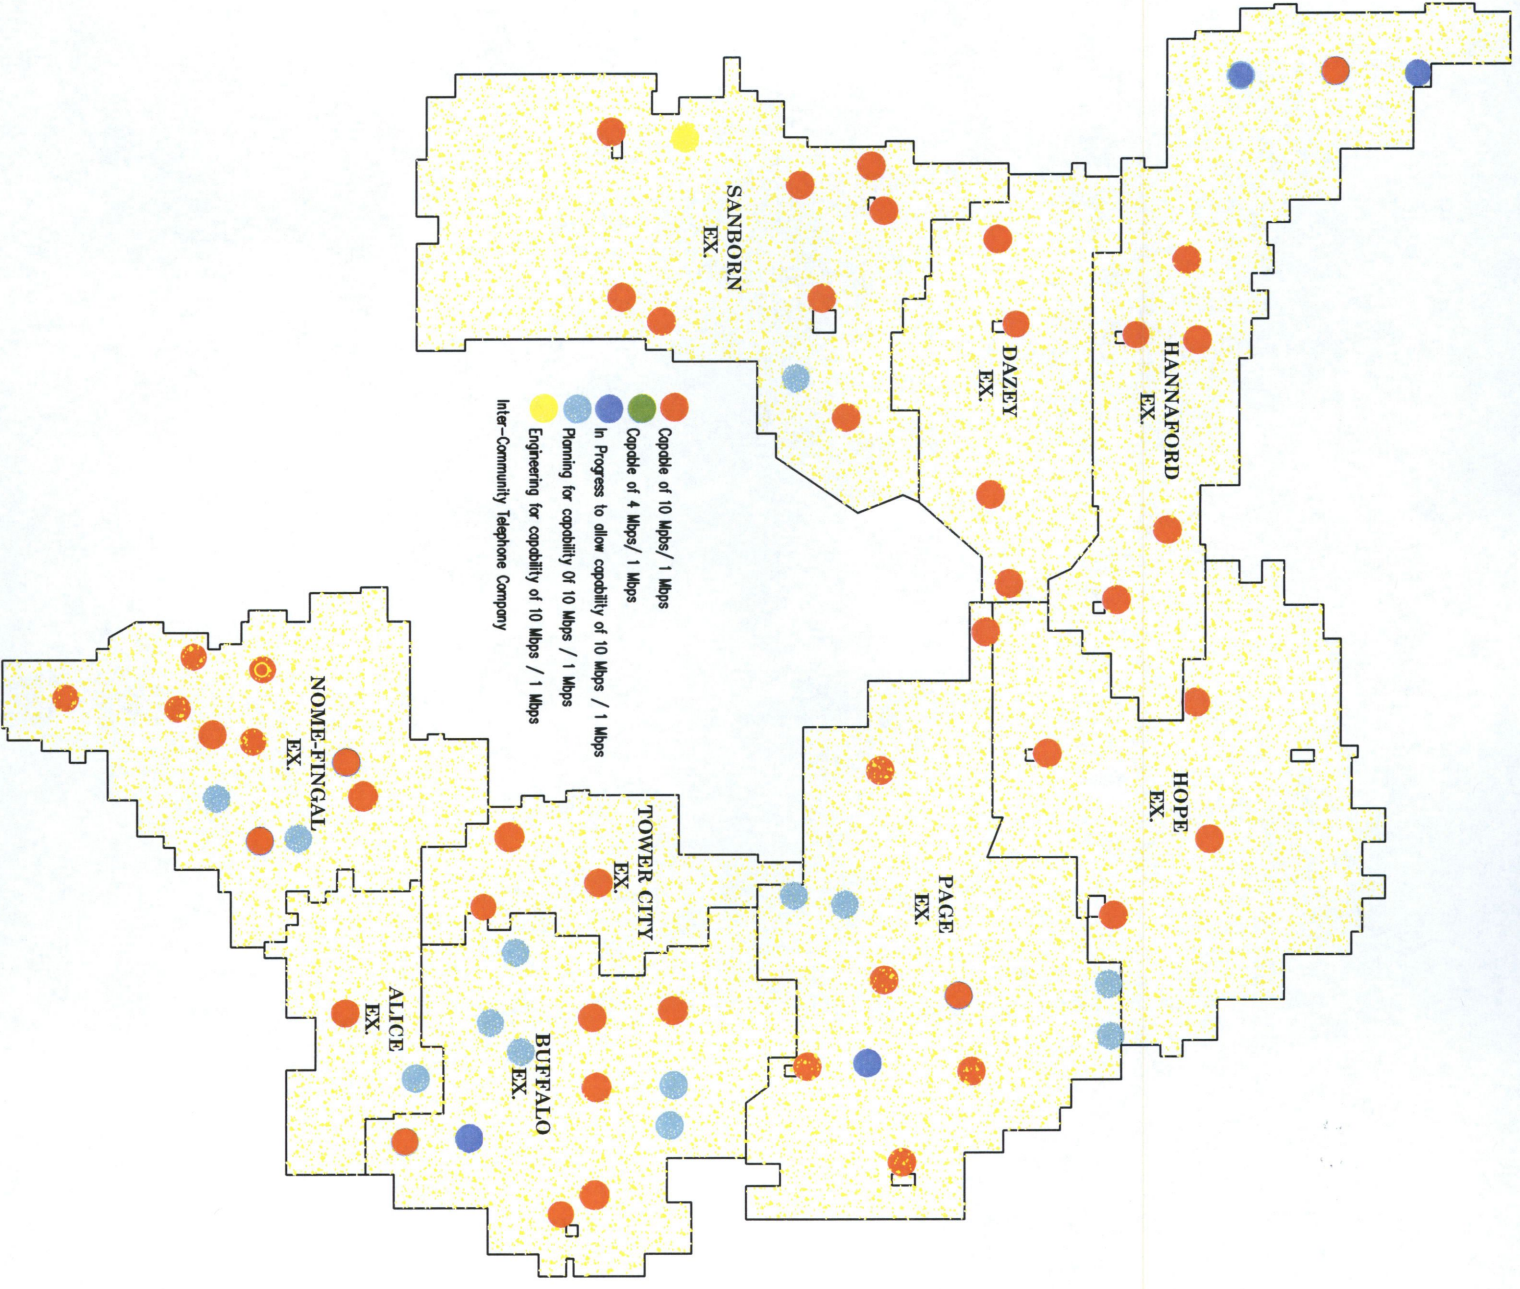 HANNAFORD
EX.
DAZEY
EX.
SANBORN
EX.
HOPE
EX.
PAGE
EX.
Capable of 10 Mpbs/ 1 Mbps
Capable of 4 Mbps/ 1 Mbps
In Progress to allow capability of 10 Mbps / 1 Mbps
Planning for capability Of 10 Mbps / 1 Mbps
Engineering for capability of 10 Mbps / 1 Mbps
Inter-Community Telephone Company
TOWER CITY
EX.
BUFFALO
EX.
ALICE
EX.
NOME-FINGAL
EX.